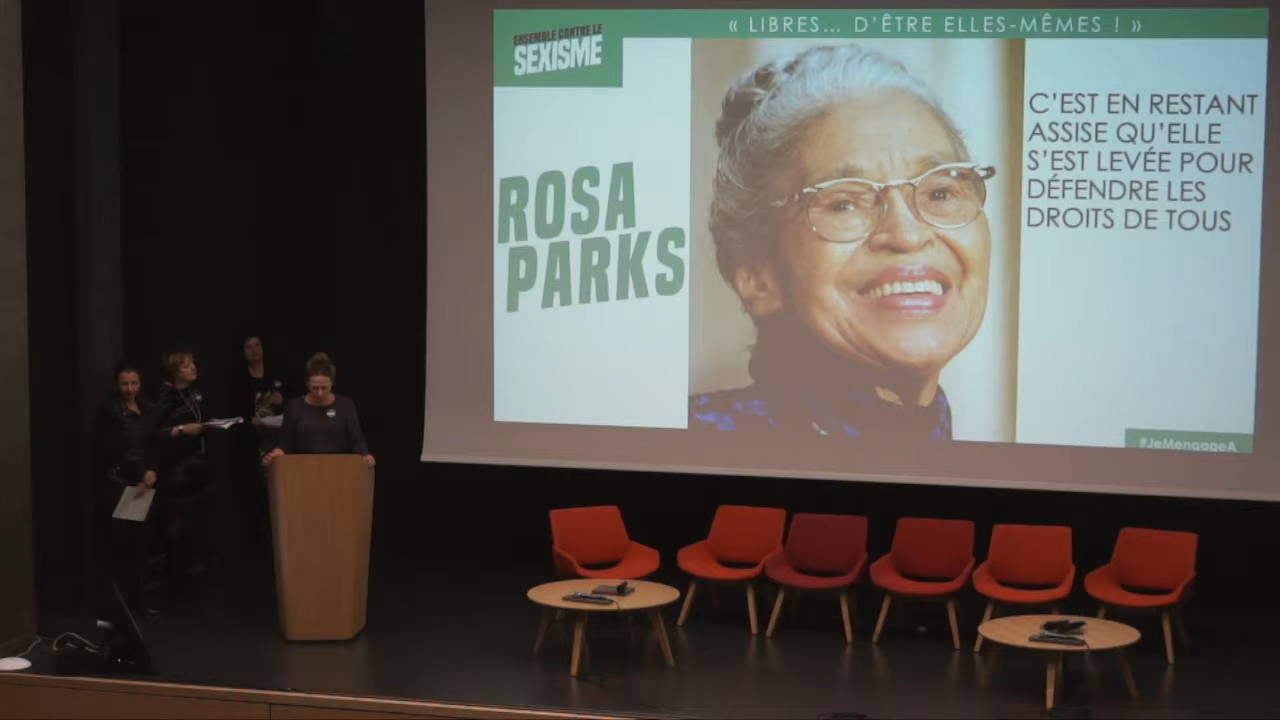 « LIBRES... D'ÊTRE ELLES-MÊMES ! »
ENSEMBLE CONTRE LE
SEXISME
ROSA
PARKS
C'EST EN RESTANT
ASSISE QU'ELLE
S'EST LEVÉE POUR
DÉFENDRE LES
DROITS DE TOUS
#JeMengageA